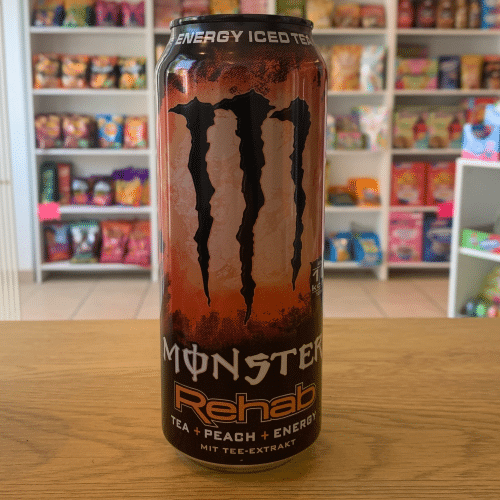 ENERGY ICED TEA
MONSTER
Rehab
TEA + PEACH + ENERGY
MIT TEE-EXTRAKT